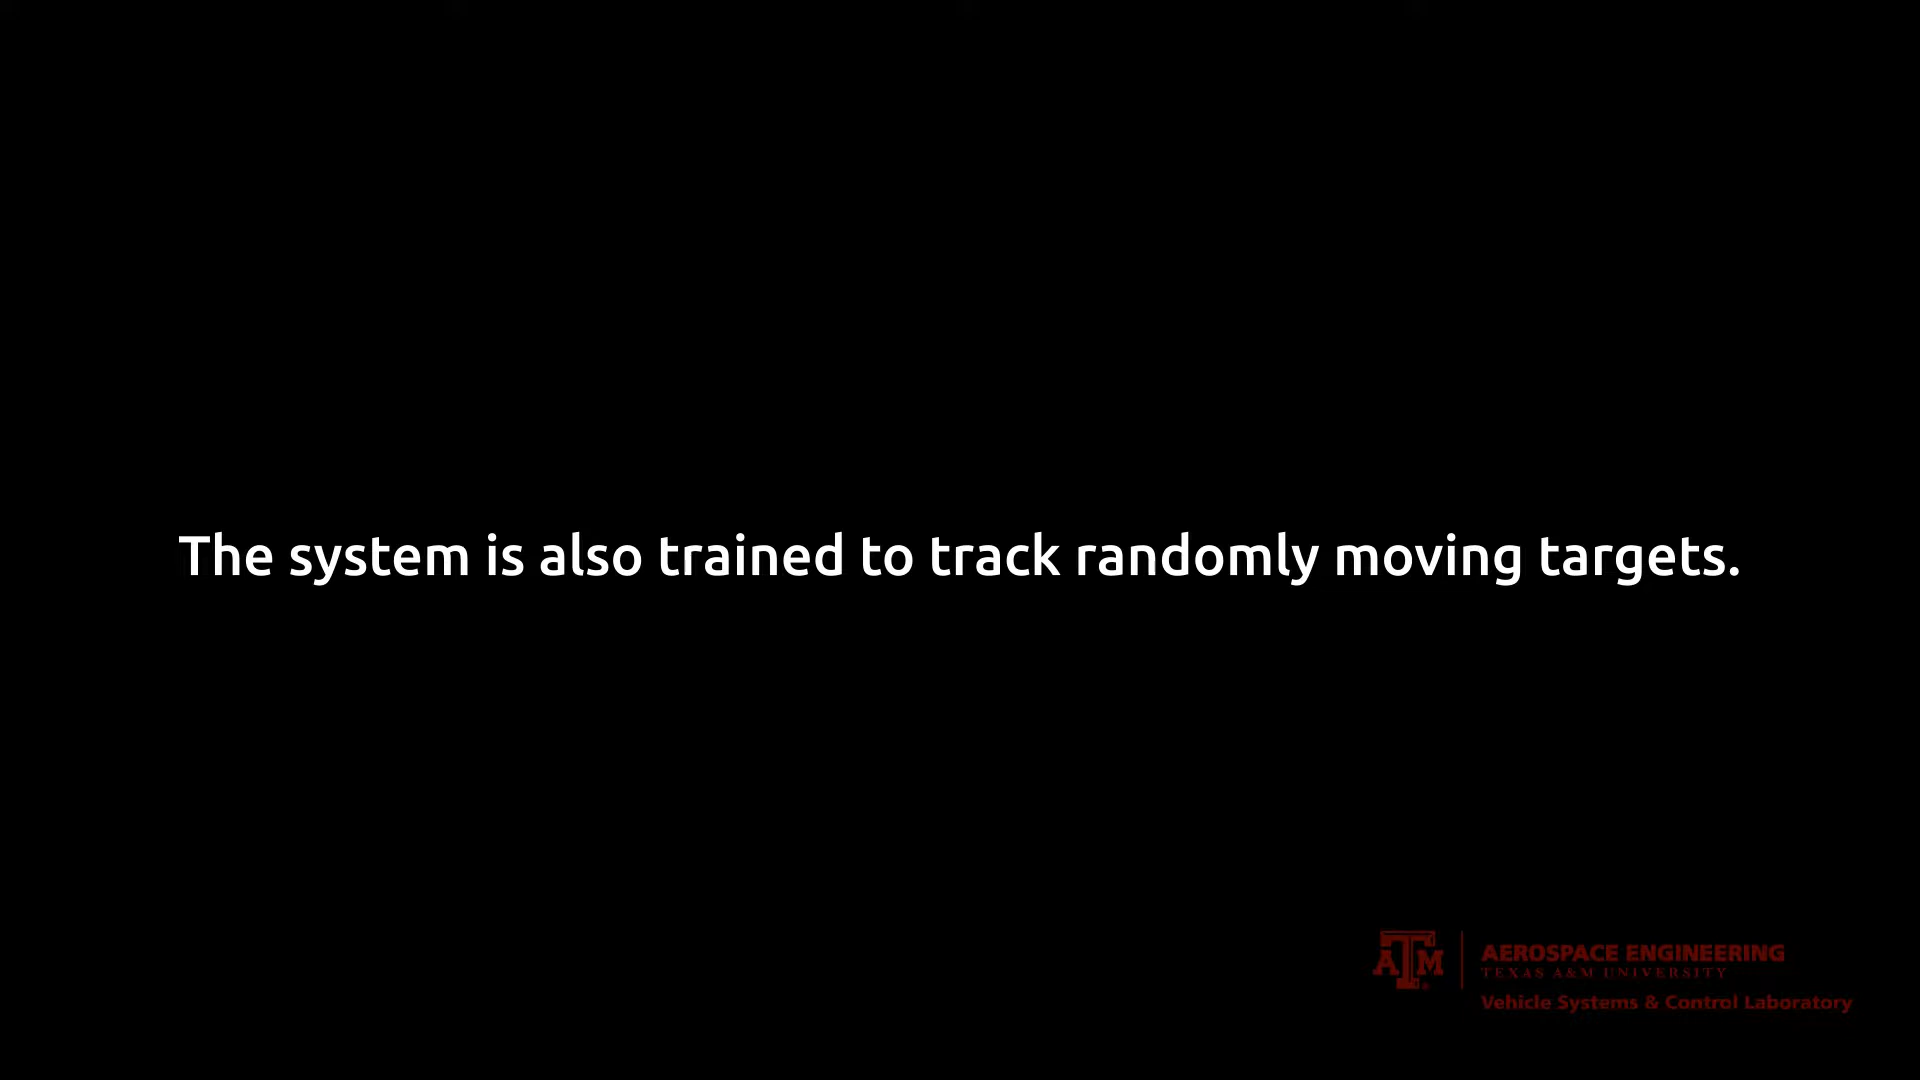 The system is also trained to track randomly moving targets.
ATM
AEROSPACE ENGINEERING
TEXAS A&M UNIVERSITY
Vehicle Systems & Control Laboratory